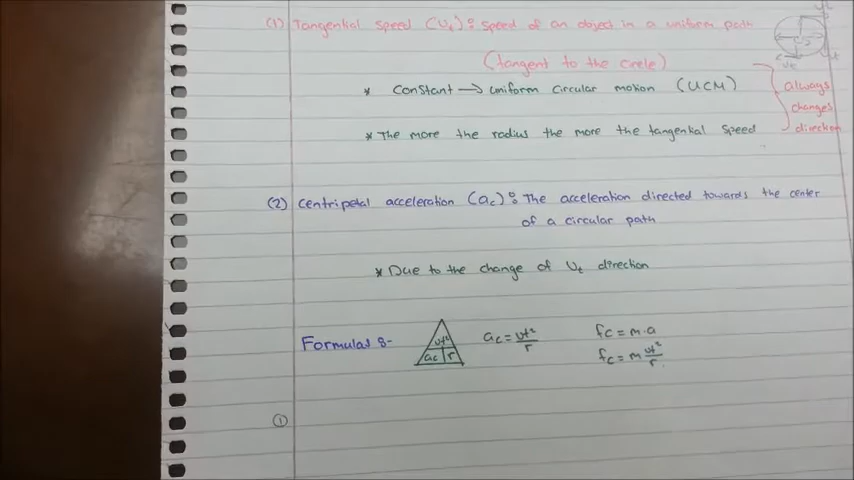 (1) Tangential speed (Vt): speed of an object in a uniform path
(tangent to the circle)
* Constant → uniform circular motion (UCM)
always
changes
direction
* The more the radius the more the tangential speed
(2) Centripetal acceleration (ac): The acceleration directed towards the center
of a circular path
* Due to the change of Vt direction
Formulas :- vt² ac r ac = vt²/r fc = m.a
fc = m vt²/r
①